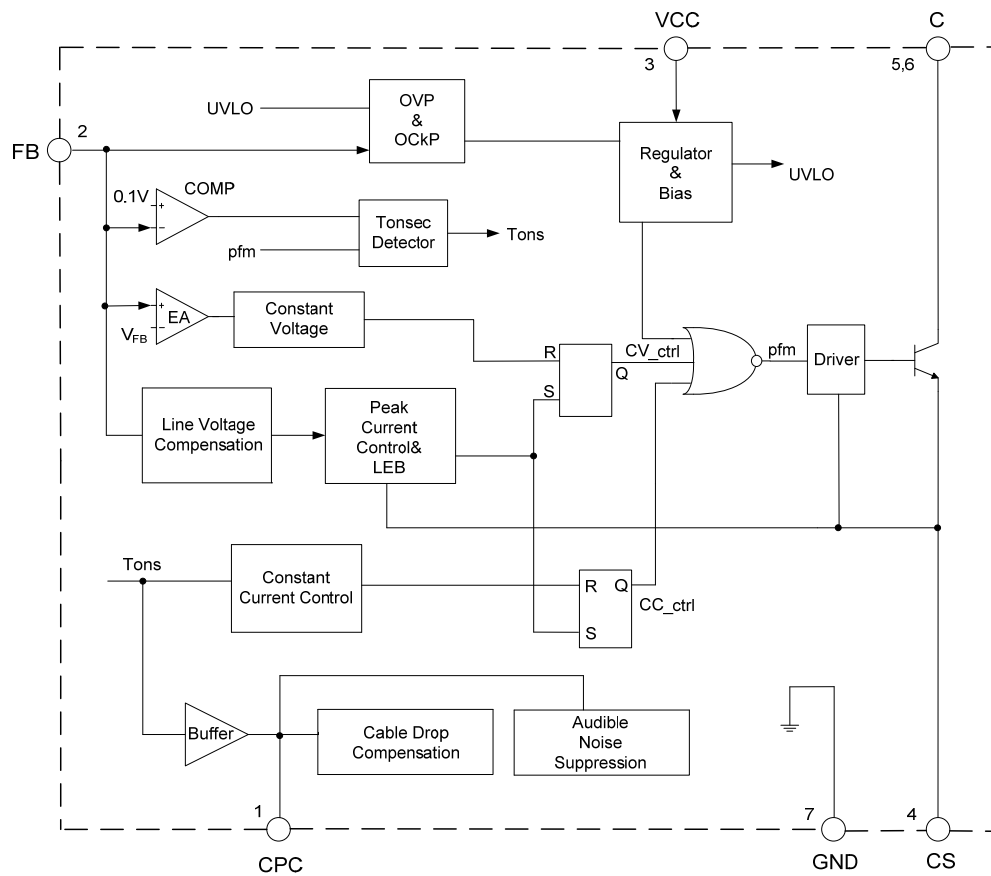 VCC
C
3
5,6
OVP
&
OCkP
UVLO
2
FB
Regulator
&
Bias
UVLO
COMP
0.1V
+
−
Tonsec
Detector
Tons
pfm
Constant
Voltage
+
EA
−
VFB
R
CV_ctrl
Q
S
pfm
Driver
Line Voltage
Compensation
Peak
Current
Control&
LEB
Tons
Constant
Current Control
R
Q
CC_ctrl
S
Buffer
Cable Drop
Compensation
Audible
Noise
Suppression
1
7
4
CPC
GND
CS